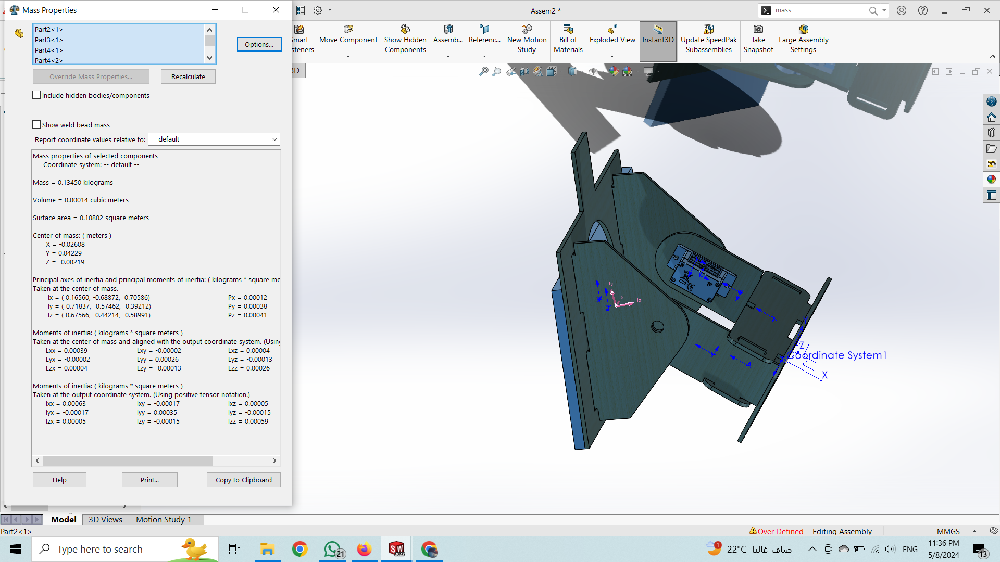 Mass Properties
Assem2 *
mass
Part2<1>
Part3<1>
Part4<1>
Part4<2>
Options...
Override Mass Properties...
Recalculate
Include hidden bodies/components
Show weld bead mass
Report coordinate values relative to:
-- default --
Mass properties of selected components
Coordinate system: -- default --
Mass = 0.13450 kilograms
Volume = 0.00014 cubic meters
Surface area = 0.10802 square meters
Center of mass: ( meters )
X = -0.02608
Y = 0.04229
Z = -0.00219
Principal axes of inertia and principal moments of inertia: ( kilograms * square me
Taken at the center of mass.
Ix = ( 0.16560, -0.68872, 0.70586) Px = 0.00012
Iy = (-0.71837, -0.57462, -0.39212) Py = 0.00038
Iz = ( 0.67566, -0.44214, -0.58991) Pz = 0.00041
Moments of inertia: ( kilograms * square meters )
Taken at the center of mass and aligned with the output coordinate system. (Using
Lxx = 0.00039 Lxy = -0.00002 Lxz = 0.00004
Lyx = -0.00002 Lyy = 0.00026 Lyz = -0.00013
Lzx = 0.00004 Lzy = -0.00013 Lzz = 0.00026
Moments of inertia: ( kilograms * square meters )
Taken at the output coordinate system. (Using positive tensor notation.)
Ixx = 0.00063 Ixy = -0.00017 Ixz = 0.00005
Iyx = -0.00017 Iyy = 0.00035 Iyz = -0.00015
Izx = 0.00005 Izy = -0.00015 Izz = 0.00059
Help
Print...
Copy to Clipboard
Smart
steners
Move Component
Show Hidden
Components
Assemb...
Referenc...
New Motion
Study
Bill of
Materials
Exploded View
Instant3D
Update SpeedPak
Subassemblies
Take
Snapshot
Large Assembly
Settings
3D
Iy
Ix
Iz
Y
Z
Coordinate System1
X
Model
3D Views
Motion Study 1
Part2<1>
Over Defined
Editing Assembly
MMGS
Type here to search
21
SW
2023
1
22°C صافٍ غالبًا
ENG
11:36 PM
5/8/2024
13